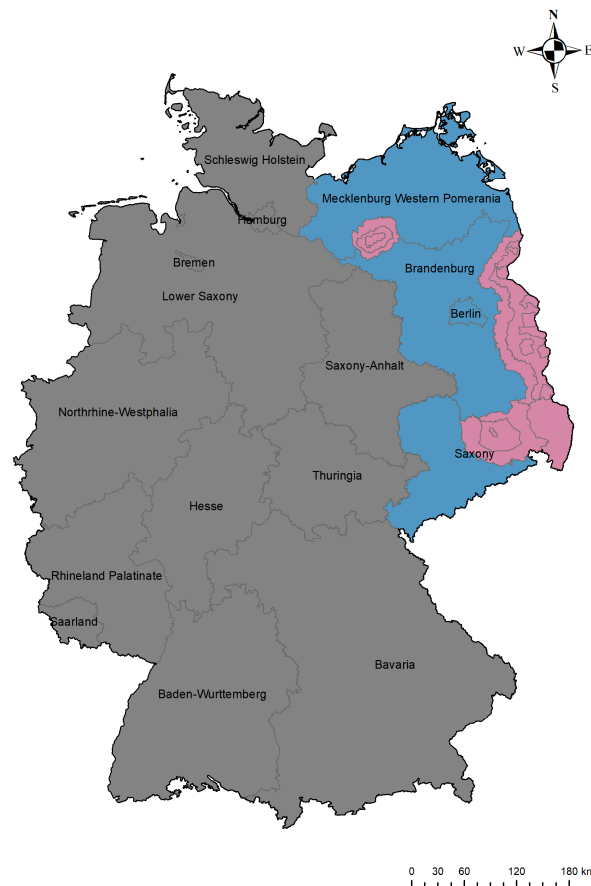 N
W E
S
Schleswig Holstein
Mecklenburg Western Pomerania
Hamburg
Bremen
Brandenburg
Lower Saxony
Berlin
Saxony-Anhalt
Northrhine-Westphalia
Saxony
Thuringia
Hesse
Rhineland Palatinate
Saarland
Bavaria
Baden-Wurttemberg
0 30 60 120 180 km